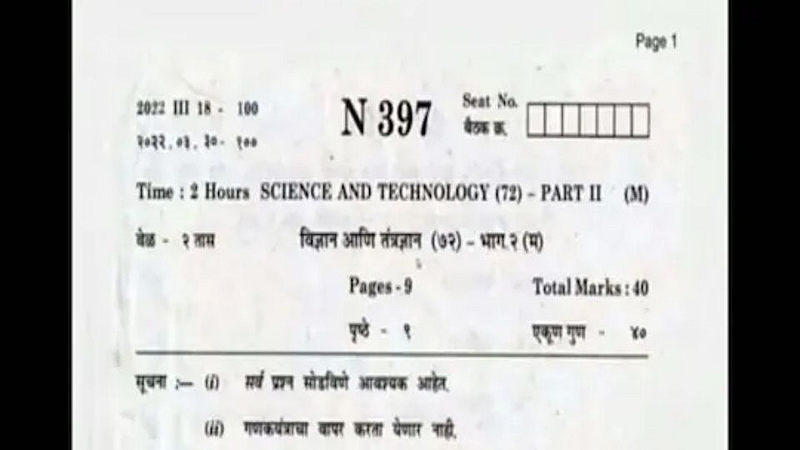 Page 1
2022 III 18 - 100
N 397
Seat No.
२०२२. ०३. ३०- १००
बैठक क्र.
Time : 2 Hours SCIENCE AND TECHNOLOGY (72) - PART II (M)
वेळ - २ तास विज्ञान आणि तंत्रज्ञान (७२) - भाग २ (म)
Pages - 9 Total Marks : 40
पृष्ठे - ९ एकूण गुण - ४०
सूचना :— (i) सर्व प्रश्न सोडविणे आवश्यक आहेत.
(ii) गणकयंत्राचा वापर करता येणार नाही.